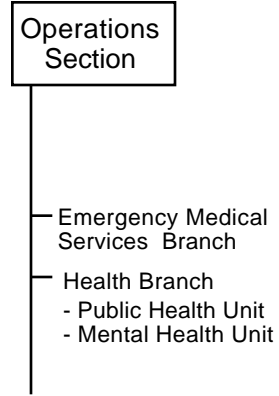 Operations
Section
Emergency Medical
Services Branch
Health Branch
- Public Health Unit
- Mental Health Unit